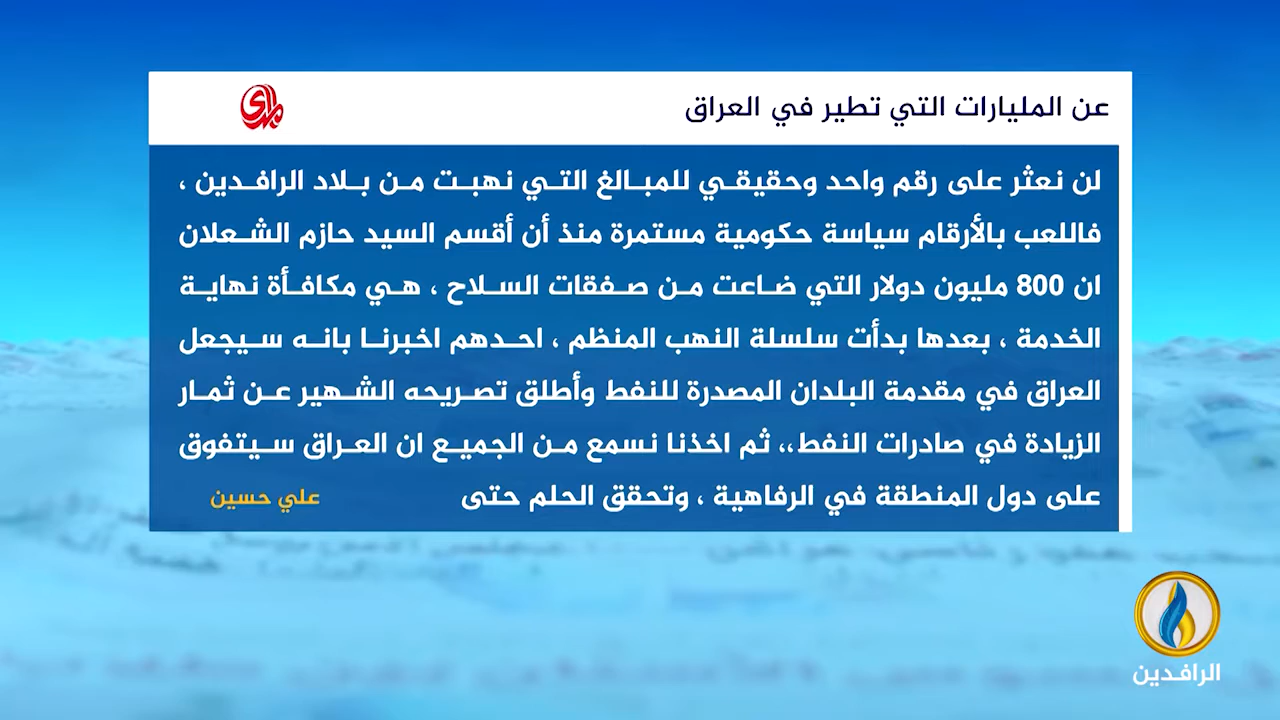 المدى
عن المليارات التي تطير في العراق
لن نعثر على رقم واحد وحقيقي للمبالغ التي نهبت من بلاد الرافدين ،
فاللعب بالأرقام سياسة حكومية مستمرة منذ أن أقسم السيد حازم الشعلان
ان 800 مليون دولار التي ضاعت من صفقات السلاح ، هي مكافأة نهاية
الخدمة ، بعدها بدأت سلسلة النهب المنظم ، احدهم اخبرنا بانه سيجعل
العراق في مقدمة البلدان المصدرة للنفط وأطلق تصريحه الشهير عن ثمار
الزيادة في صادرات النفط،، ثم اخذنا نسمع من الجميع ان العراق سيتفوق
على دول المنطقة في الرفاهية ، وتحقق الحلم حتى
علي حسين
الرافدين